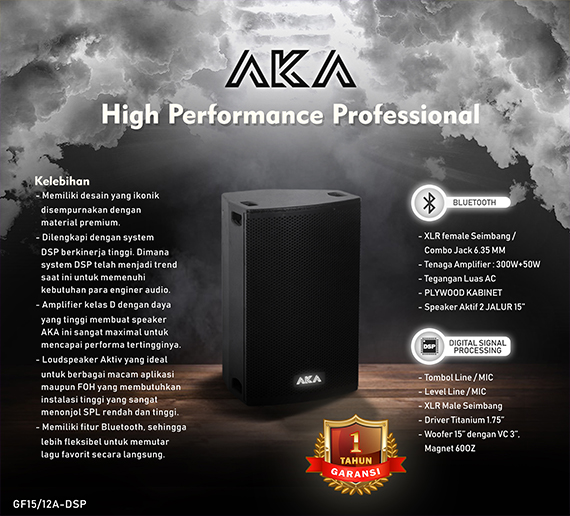 AKA
High Performance Professional
Kelebihan
- Memiliki desain yang ikonik
disempurnakan dengan
material premium.
- Dilengkapi dengan system
DSP berkinerja tinggi. Dimana
system DSP telah menjadi trend
saat ini untuk memenuhi
kebutuhan para enginer audio.
- Amplifier kelas D dengan daya
yang tinggi membuat speaker
AKA ini sangat maximal untuk
mencapai performa tertingginya.
- Loudspeaker Aktiv yang ideal
untuk berbagai macam aplikasi
maupun FOH yang membutuhkan
instalasi tinggi yang sangat
menonjol SPL rendah dan tinggi.
- Memiliki fitur Bluetooth, sehingga
lebih fleksibel untuk memutar
lagu favorit secara langsung.
BLUETOOTH
- XLR female Seimbang /
Combo Jack 6.35 MM
- Tenaga Amplifier : 300W+50W
- Tegangan Luas AC
- PLYWOOD KABINET
- Speaker Aktif 2 JALUR 15"
DSP
DIGITAL SIGNAL
PROCESSING
- Tombol Line / MIC
- Level Line / MIC
- XLR Male Seimbang
- Driver Titanium 1.75"
- Woofer 15" dengan VC 3",
Magnet 60OZ
AKA
1
TAHUN
GARANSI
GF15/12A-DSP